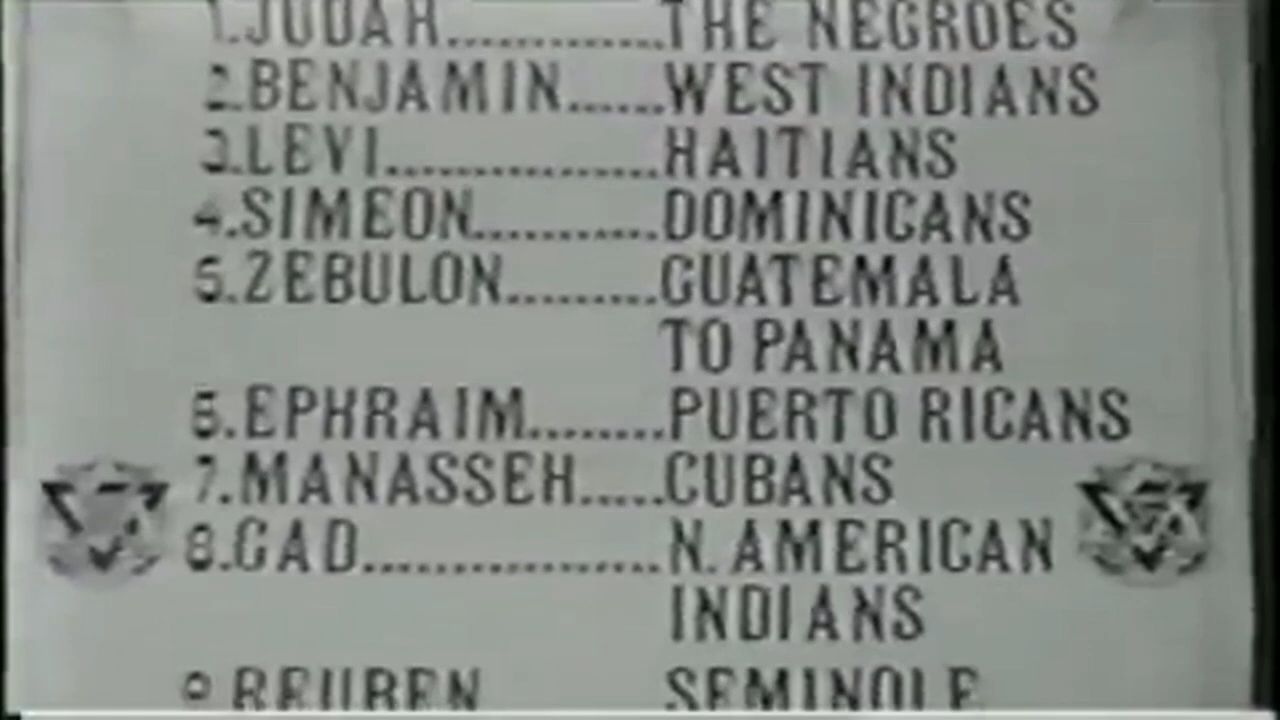 1.JUDAH..............THE NEGROES
2.BENJAMIN......WEST INDIANS
3.LEVI.................HAITIANS
4.SIMEON...........DOMINICANS
5.ZEBULON.........GUATEMALA
TO PANAMA
6.EPHRAIM........PUERTO RICANS
7.MANASSEH.....CUBANS
8.GAD..................N.AMERICAN
INDIANS
9.REUBEN SEMINOLE